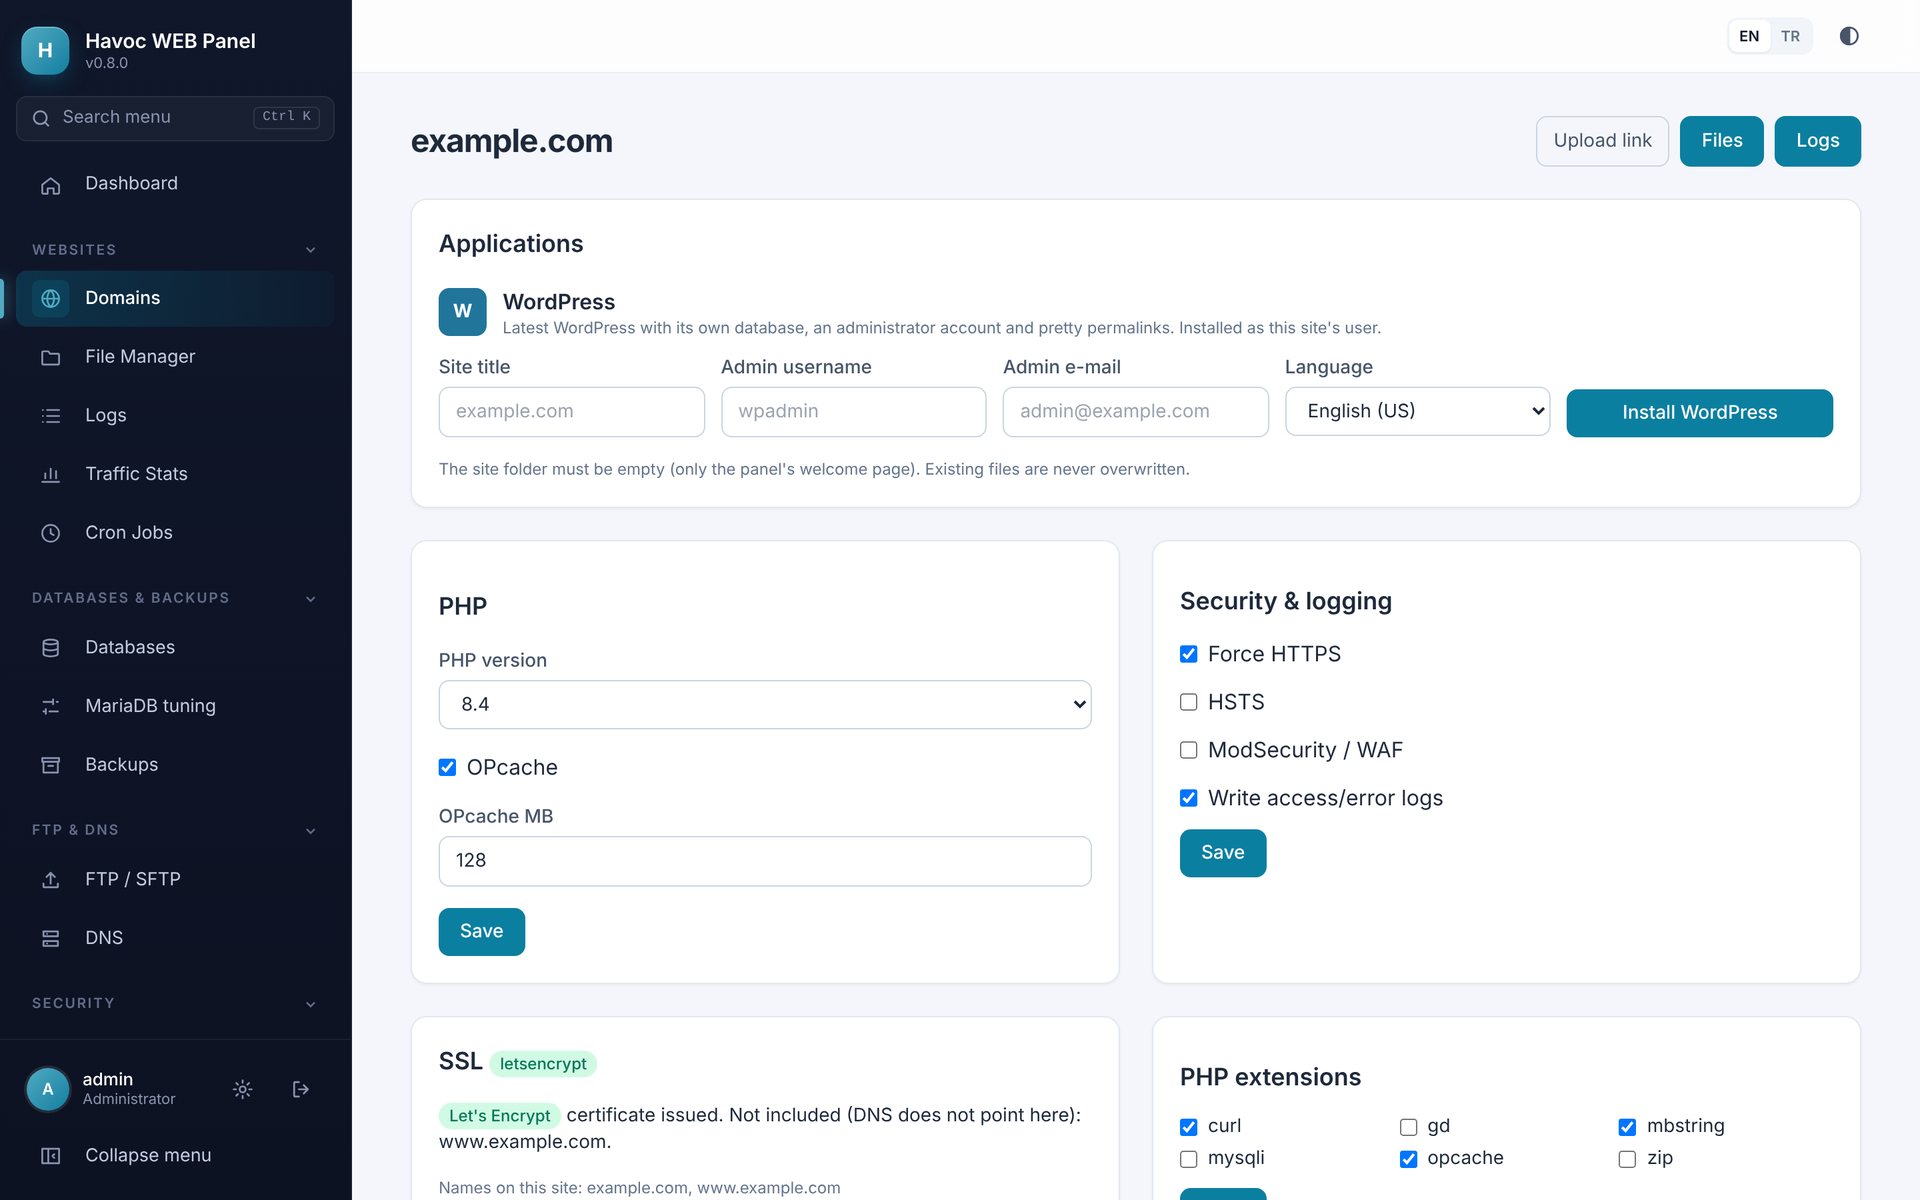 H
Havoc WEB Panel
v0.8.0
Search menu
Ctrl K
Dashboard
WEBSITES
Domains
File Manager
Logs
Traffic Stats
Cron Jobs
DATABASES & BACKUPS
Databases
MariaDB tuning
Backups
FTP & DNS
FTP / SFTP
DNS
SECURITY
A
admin
Administrator
Collapse menu
EN TR
example.com
Upload link
Files
Logs
Applications
W
WordPress
Latest WordPress with its own database, an administrator account and pretty permalinks. Installed as this site's user.
Site title
Admin username
Admin e-mail
Language
example.com
wpadmin
admin@example.com
English (US)
Install WordPress
The site folder must be empty (only the panel's welcome page). Existing files are never overwritten.
PHP
PHP version
8.4
OPcache
OPcache MB
128
Save
Security & logging
Force HTTPS
HSTS
ModSecurity / WAF
Write access/error logs
Save
SSL letsencrypt
Let's Encrypt certificate issued. Not included (DNS does not point here):
www.example.com.
Names on this site: example.com, www.example.com
PHP extensions
curl gd mbstring
mysqli opcache zip